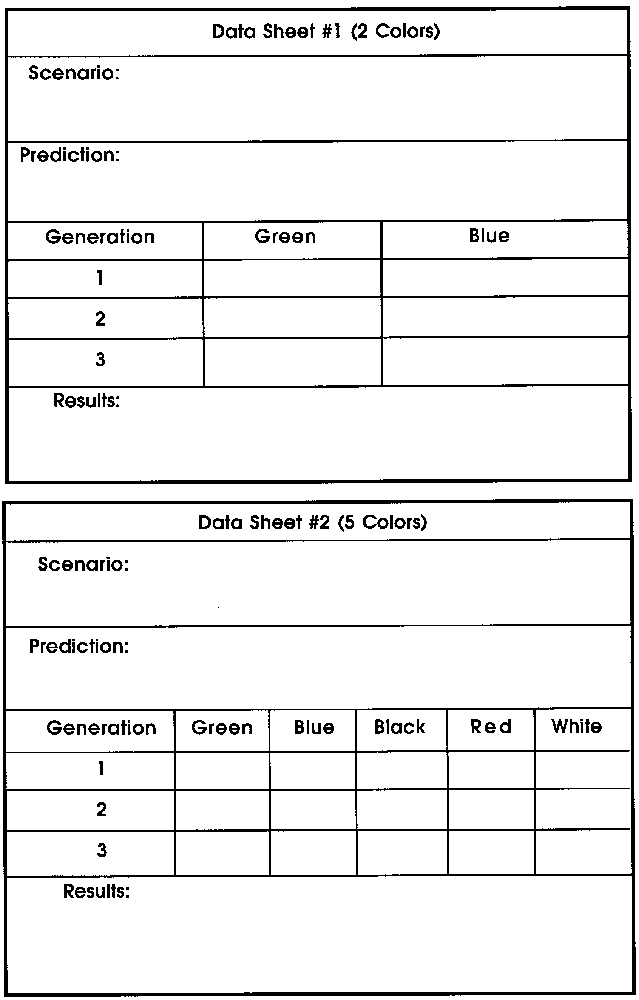 Data Sheet #1 (2 Colors)
Scenario:
Prediction:
Generation Green Blue
1
2
3
Results:
Data Sheet #2 (5 Colors)
Scenario:
Prediction:
Generation Green Blue Black Red White
1
2
3
Results: